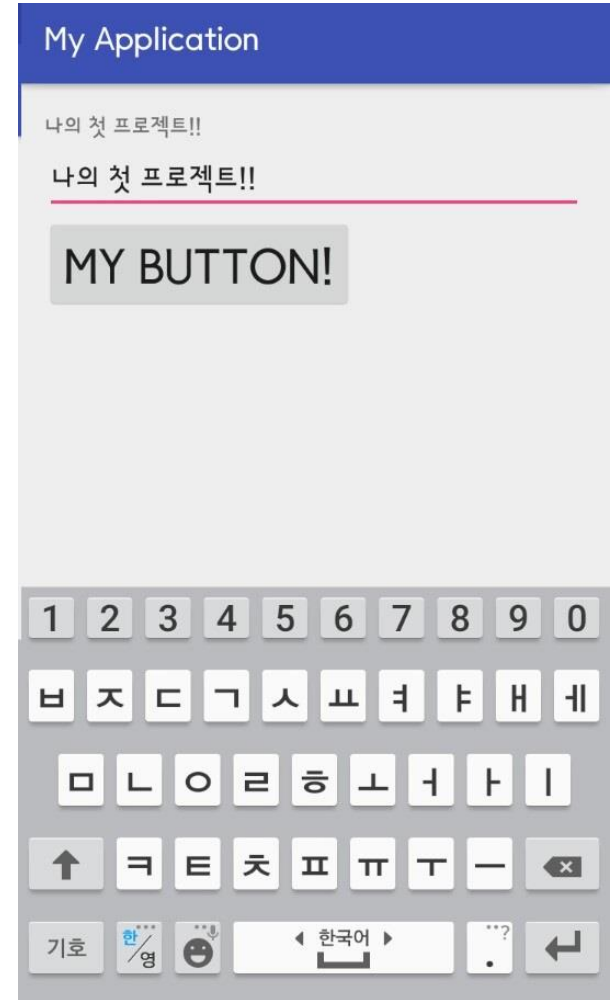 My Application
나의 첫 프로젝트!!
나의 첫 프로젝트!!
MY BUTTON!
1 2 3 4 5 6 7 8 9 0
ㅂ ㅈ ㄷ ㄱ ㅅ ㅛ ㅕ ㅑ ㅐ ㅔ
ㅁ ㄴ ㅇ ㄹ ㅎ ㅗ ㅓ ㅏ ㅣ
ㅋ ㅌ ㅊ ㅍ ㅠ ㅜ ㅡ
기호 한/영 한국어 . ?